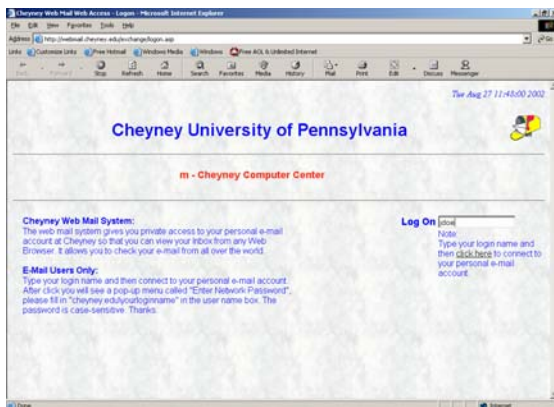 Cheyney Web Mail Web Access - Logon - Microsoft Internet Explorer
File Edit View Favorites Tools Help
Address http://webmail.cheyney.edu/exchange/logon.asp
Links Customize Links Free Hotmail Windows Media Windows Free AOL & Unlimited Internet
Back Forward Stop Refresh Home Search Favorites Media History Mail Print Edit Discuss Messenger
Tue Aug 27 11:48:00 2002
Cheyney University of Pennsylvania
m - Cheyney Computer Center
Cheyney Web Mail System:
The web mail system gives you private access to your personal e-mail
account at Cheyney so that you can view your Inbox from any Web
Browser. It allows you to check your e-mail from all over the world.
E-Mail Users Only:
Type your login name and then connect to your personal e-mail account.
After click you will see a pop-up menu called "Enter Network Password",
please fill in "cheyney.edu\yourloginname" in the user name box. The
password is case-sensitive. Thanks.
Log On jdoe
Note:
Type your login name and
then click here to connect to
your personal e-mail
account.
Done
Internet